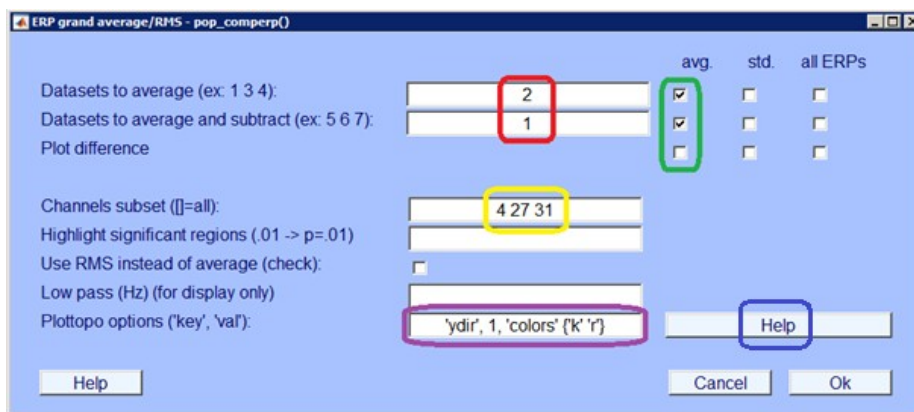 ERP grand average/RMS - pop_comperp()
avg. std. all ERPs
Datasets to average (ex: 1 3 4): 2
Datasets to average and subtract (ex: 5 6 7): 1
Plot difference
Channels subset ([]=all): 4 27 31
Highlight significant regions (.01 -> p=.01)
Use RMS instead of average (check):
Low pass (Hz) (for display only)
Plottopo options ('key', 'val'): 'ydir', 1, 'colors' {'k' 'r'} Help
Help Cancel Ok